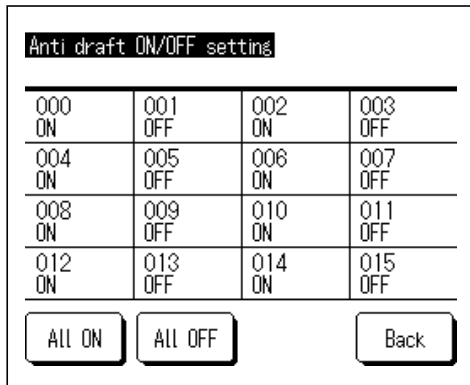 Anti draft ON/OFF setting
000 001 002 003
ON OFF ON OFF
004 005 006 007
ON OFF ON OFF
008 009 010 011
ON OFF ON OFF
012 013 014 015
ON OFF ON OFF
All ON All OFF Back